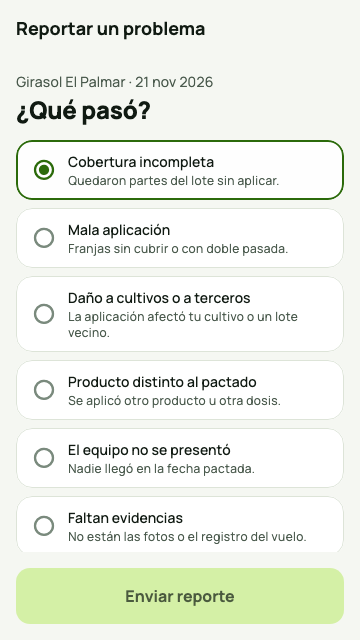 Reportar un problema
Girasol El Palmar · 21 nov 2026
¿Qué pasó?
Cobertura incompleta
Quedaron partes del lote sin aplicar.
Mala aplicación
Franjas sin cubrir o con doble pasada.
Daño a cultivos o a terceros
La aplicación afectó tu cultivo o un lote
vecino.
Producto distinto al pactado
Se aplicó otro producto u otra dosis.
El equipo no se presentó
Nadie llegó en la fecha pactada.
Faltan evidencias
No están las fotos o el registro del vuelo.
Enviar reporte